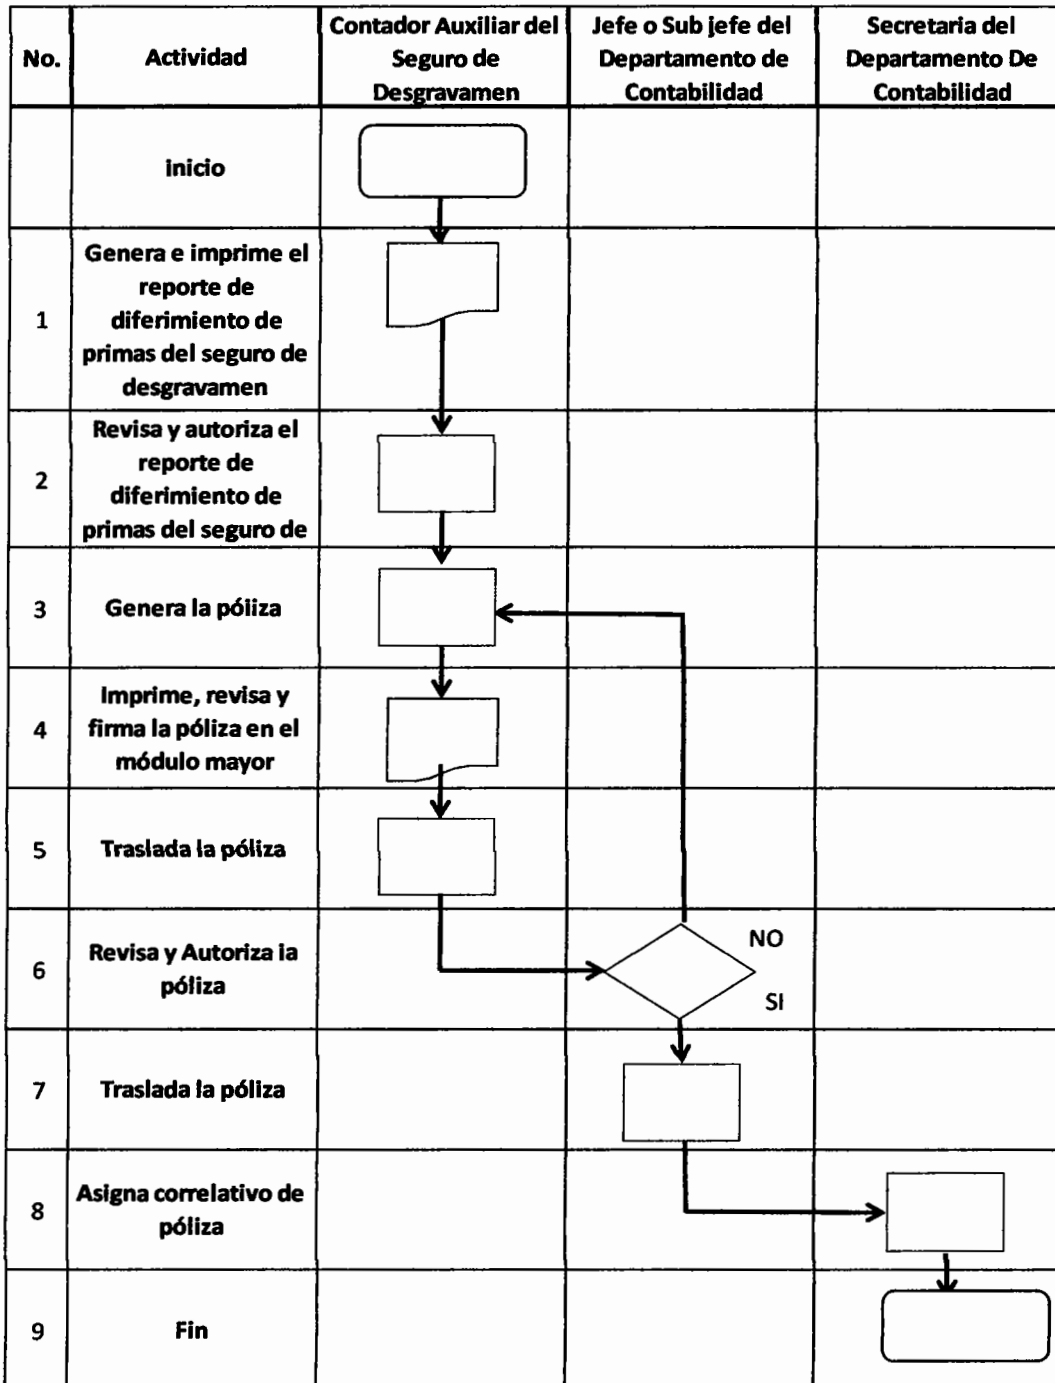 No.
Actividad
Contador Auxiliar del
Seguro de
Desgravamen
Jefe o Sub jefe del
Departamento de
Contabilidad
Secretaria del
Departamento De
Contabilidad
inicio
1
Genera e imprime el
reporte de
diferimiento de
primas del seguro de
desgravamen
2
Revisa y autoriza el
reporte de
diferimiento de
primas del seguro de
3
Genera la póliza
4
Imprime, revisa y
firma la póliza en el
módulo mayor
5
Traslada la póliza
6
Revisa y Autoriza la
póliza
NO
SI
7
Traslada la póliza
8
Asigna correlativo de
póliza
9
Fin